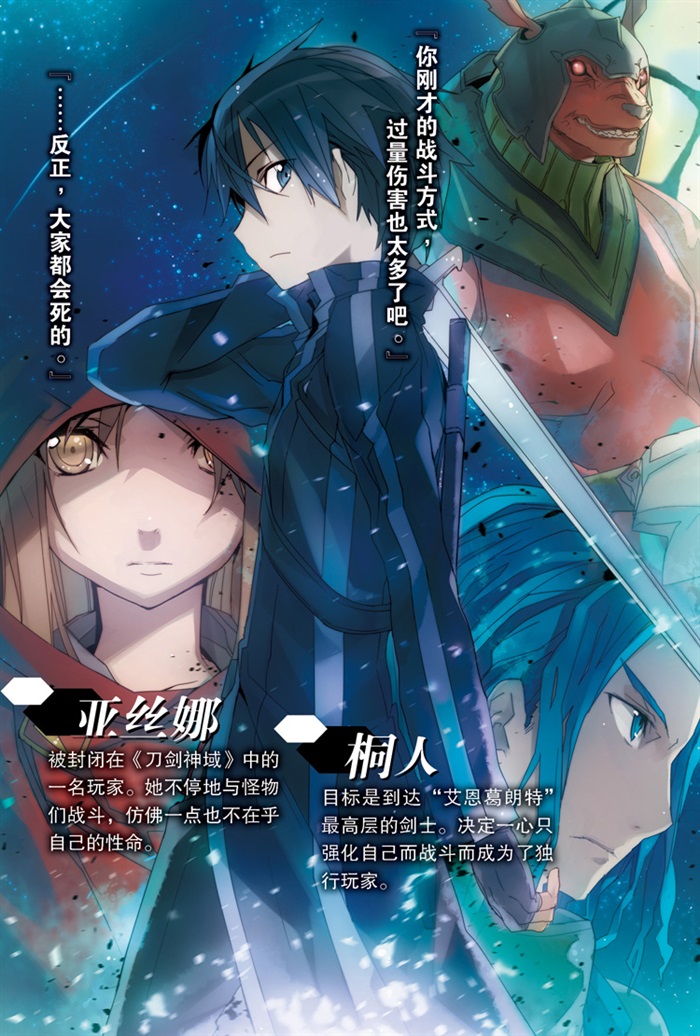 『你刚才的战斗方式，
过量伤害也太多了吧。』
『……反正，大家都会死的。』
亚丝娜
被封闭在《刀剑神域》中的
一名玩家。她不停地与怪物
们战斗，仿佛一点也不在乎
自己的性命。
桐人
目标是到达“艾恩葛朗特”
最高层的剑士。决定一心只
强化自己而战斗而成为了独
行玩家。